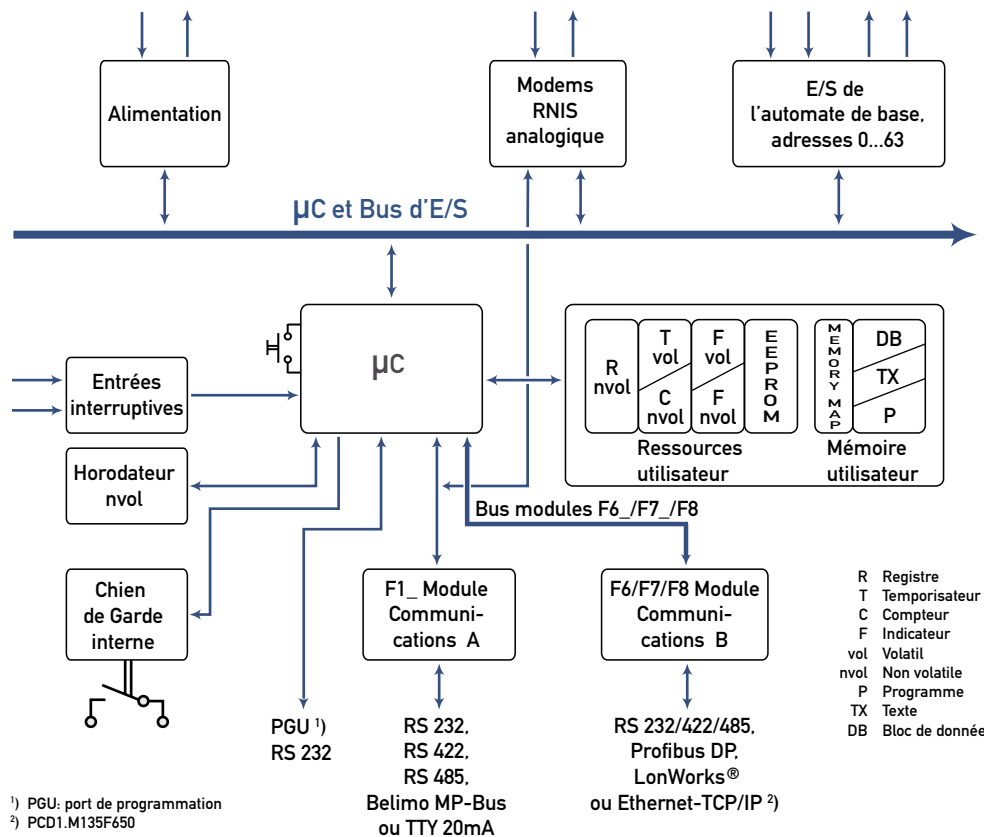 Alimentation
Modems
RNIS
analogique
E/S de
l'automate de base,
adresses 0...63
µC et Bus d'E/S
µC
Entrées
interruptives
Horodateur
nvol
Chien
de Garde
interne
R
nvol
T
vol
C
nvol
F
vol
F
nvol
EEPROM
Ressources
utilisateur
MEMORY MAP
DB
TX
P
Mémoire
utilisateur
Bus modules F6_/F7_/F8
F1_ Module
Communi-
cations A
F6/F7/F8 Module
Communi-
cations B
PGU ¹)
RS 232
RS 232,
RS 422,
RS 485,
Belimo MP-Bus
ou TTY 20mA
RS 232/422/485,
Profibus DP,
LonWorks®
ou Ethernet-TCP/IP ²)
R Registre
T Temporisateur
C Compteur
F Indicateur
vol Volatil
nvol Non volatile
P Programme
TX Texte
DB Bloc de donnée
¹) PGU: port de programmation
²) PCD1.M135F650